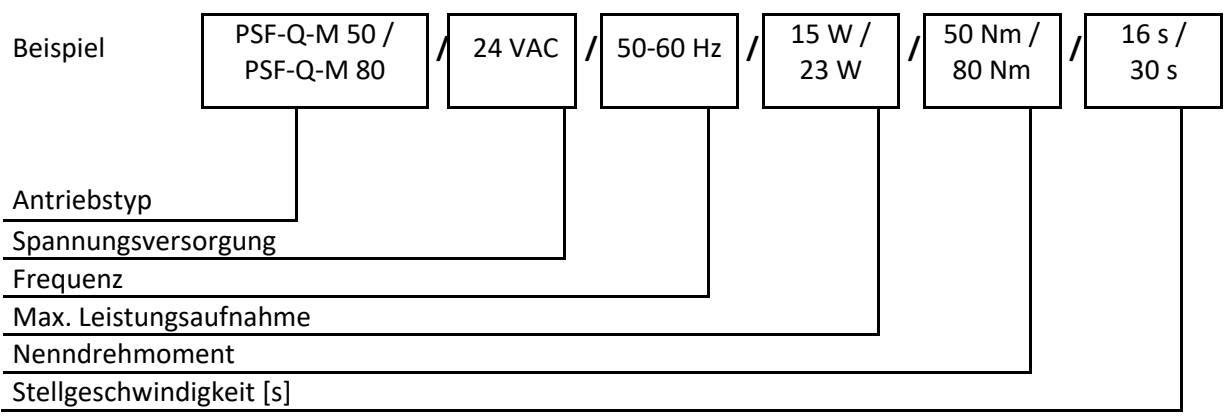 Beispiel
PSF-Q-M 50 /
PSF-Q-M 80
/
24 VAC
/
50-60 Hz
/
15 W /
23 W
/
50 Nm /
80 Nm
/
16 s /
30 s
Antriebstyp
Spannungsversorgung
Frequenz
Max. Leistungsaufnahme
Nenndrehmoment
Stellgeschwindigkeit [s]